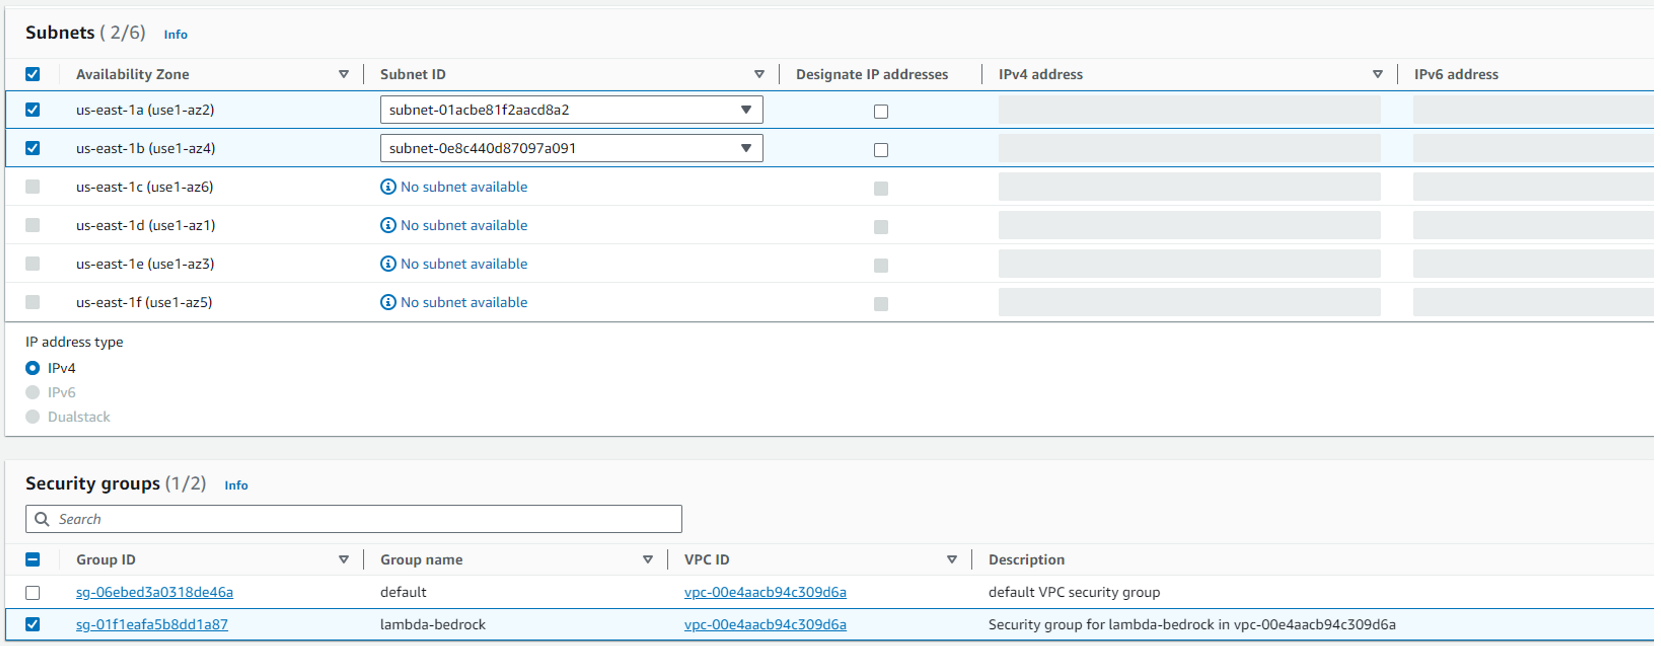 Subnets ( 2/6) Info
Availability Zone Subnet ID Designate IP addresses IPv4 address IPv6 address
us-east-1a (use1-az2) subnet-01acbe81f2aacd8a2
us-east-1b (use1-az4) subnet-0e8c440d87097a091
us-east-1c (use1-az6) No subnet available
us-east-1d (use1-az1) No subnet available
us-east-1e (use1-az3) No subnet available
us-east-1f (use1-az5) No subnet available
IP address type
IPv4
IPv6
Dualstack
Security groups (1/2) Info
Search
Group ID Group name VPC ID Description
sg-06ebed3a0318de46a default vpc-00e4aacb94c309d6a default VPC security group
sg-01f1eafa5b8dd1a87 lambda-bedrock vpc-00e4aacb94c309d6a Security group for lambda-bedrock in vpc-00e4aacb94c309d6a